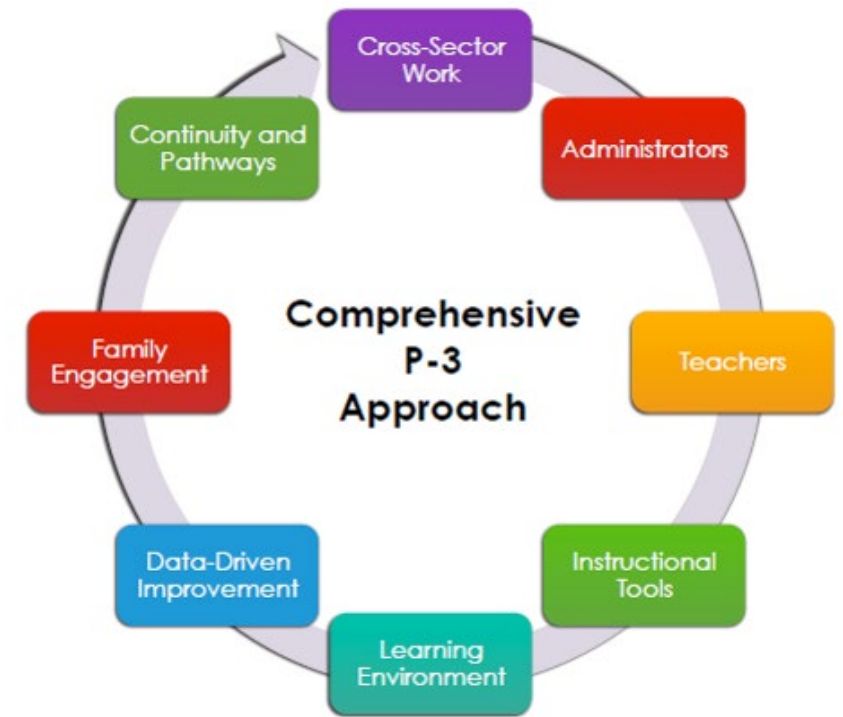 Cross-Sector
Work
Administrators
Teachers
Instructional
Tools
Learning
Environment
Data-Driven
Improvement
Family
Engagement
Continuity and
Pathways
Comprehensive
P-3
Approach